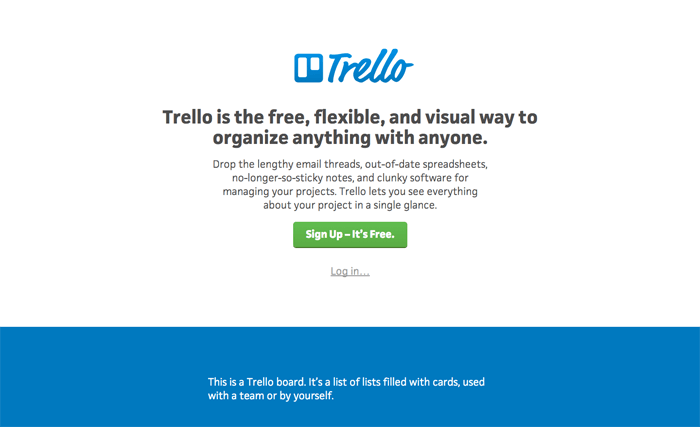 Trello
Trello is the free, flexible, and visual way to
organize anything with anyone.
Drop the lengthy email threads, out-of-date spreadsheets,
no-longer-so-sticky notes, and clunky software for
managing your projects. Trello lets you see everything
about your project in a single glance.
Sign Up – It’s Free.
Log in…
This is a Trello board. It’s a list of lists filled with cards, used
with a team or by yourself.